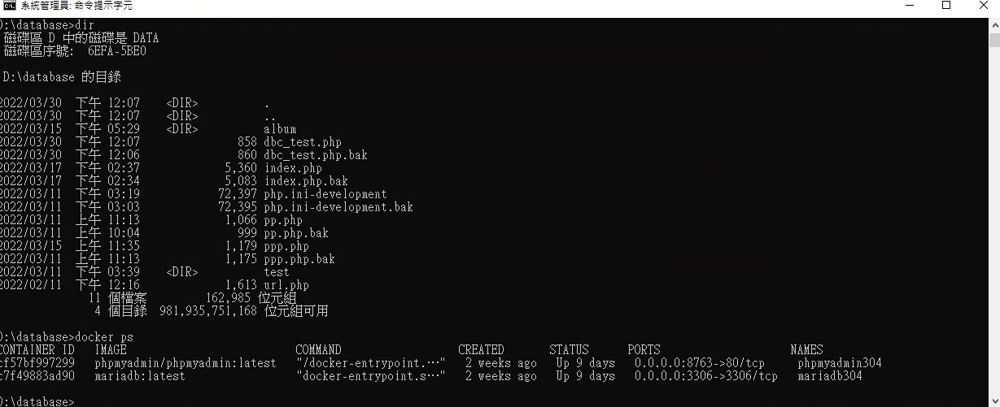 系統管理員: 命令提示字元
D:\database>dir
磁碟區 D 中的磁碟是 DATA
磁碟區序號:  6EFA-5BE0
D:\database 的目錄
2022/03/30  下午 12:07    <DIR>          .
2022/03/30  下午 12:07    <DIR>          ..
2022/03/15  下午 05:29    <DIR>          album
2022/03/30  下午 12:07               858 dbc_test.php
2022/03/30  下午 12:06               860 dbc_test.php.bak
2022/03/17  下午 02:37             5,360 index.php
2022/03/17  下午 02:34             5,083 index.php.bak
2022/03/11  下午 03:19            72,397 php.ini-development
2022/03/11  下午 03:03            72,395 php.ini-development.bak
2022/03/11  上午 11:13             1,066 pp.php
2022/03/11  上午 10:04               999 pp.php.bak
2022/03/15  上午 11:35             1,179 ppp.php
2022/03/11  上午 11:13             1,175 ppp.php.bak
2022/03/11  下午 03:39    <DIR>          test
2022/02/11  下午 12:16             1,613 url.php
11 個檔案         162,985 位元組
4 個目錄  981,935,751,168 位元組可用
D:\database>docker ps
CONTAINER ID   IMAGE                          COMMAND                  CREATED       STATUS      PORTS                    NAMES
cf57bf997299   phpmyadmin/phpmyadmin:latest   "/docker-entrypoint.…"   2 weeks ago   Up 9 days   0.0.0.0:8763->80/tcp     phpmyadmin304
c7f49883ad90   mariadb:latest                 "docker-entrypoint.s…"   2 weeks ago   Up 9 days   0.0.0.0:3306->3306/tcp   mariadb304
D:\database>